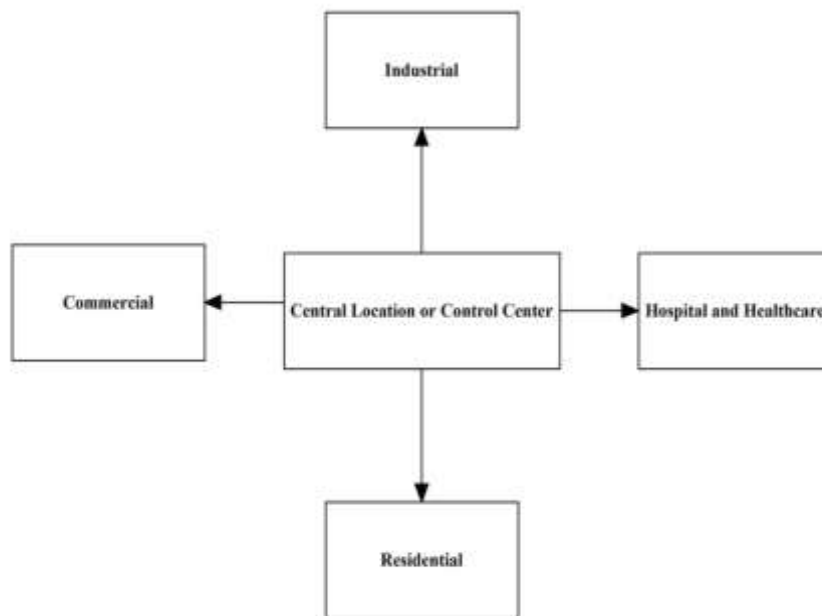 Industrial
Commercial
Central Location or Control Center
Hospital and Healthcare
Residential